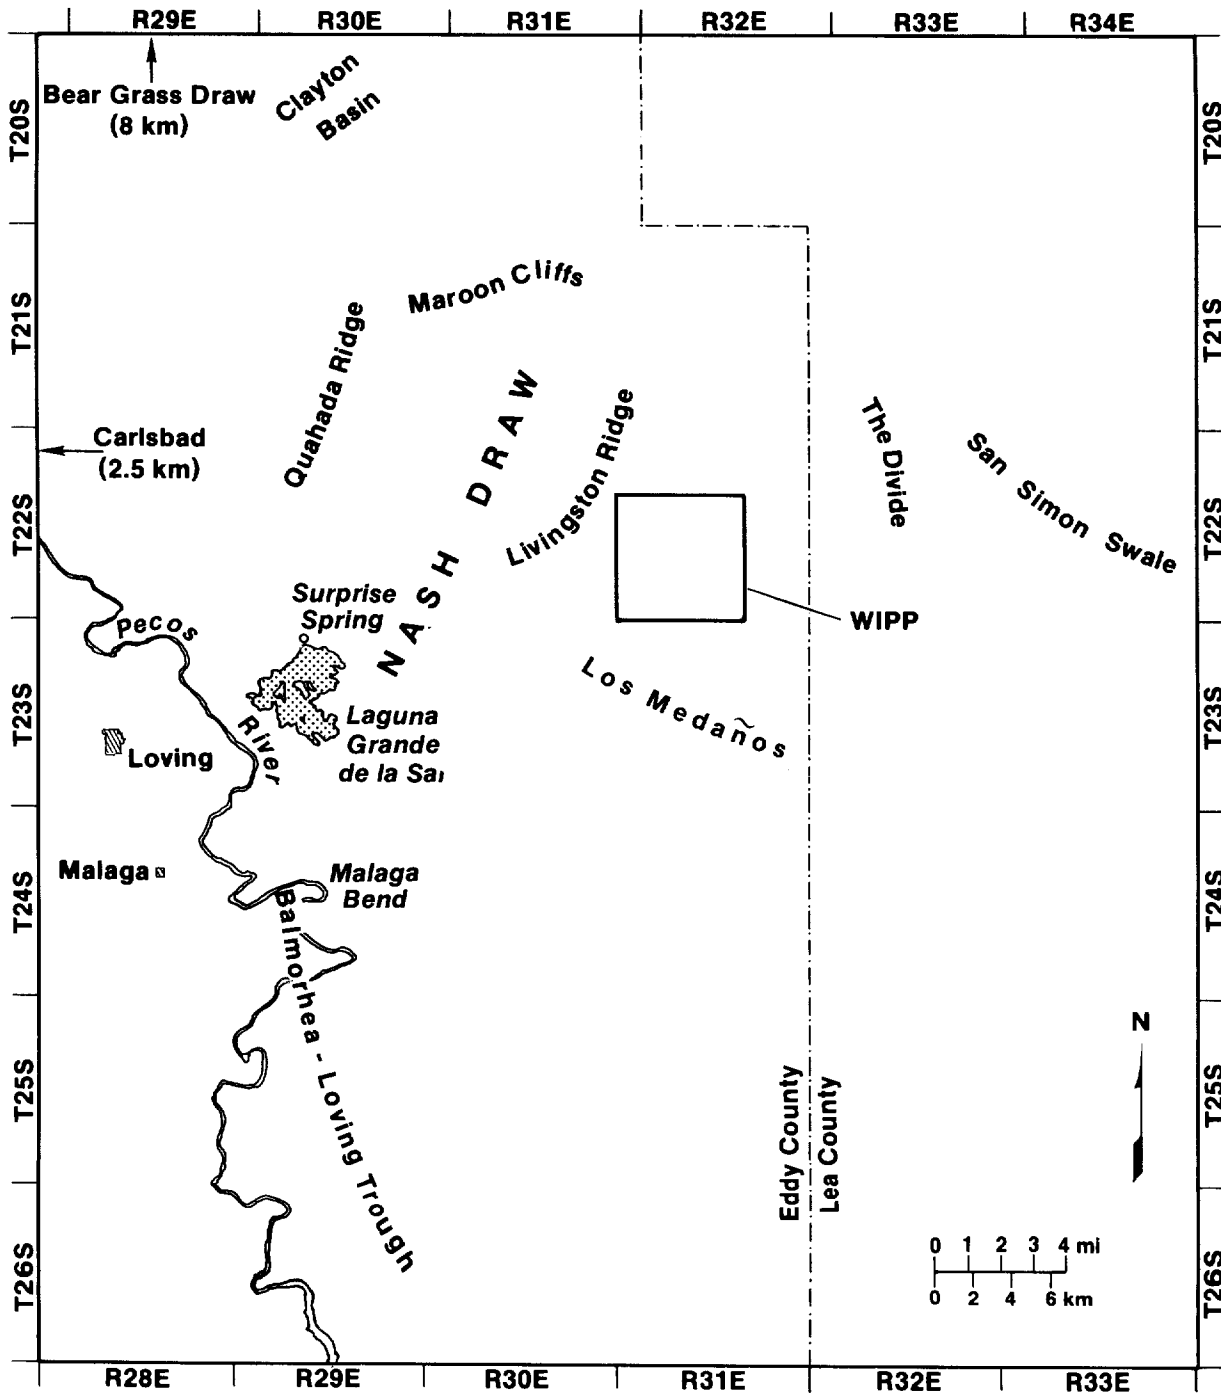 R29E R30E R31E R32E R33E R34E
Bear Grass Draw
(8 km)
Clayton
Basin
T20S
T20S
Maroon Cliffs
T21S
T21S
Quahada Ridge
NASH DRAW
Livingston Ridge
The Divide
San Simon Swale
Carlsbad
(2.5 km)
T22S
T22S
Surprise
Spring
WIPP
Pecos
River
Los Medaños
T23S
T23S
Laguna
Grande
de la Sal
Loving
Malaga
Malaga
Bend
T24S
T24S
Balmorhea - Loving Trough
N
T25S
T25S
Eddy County
Lea County
0 1 2 3 4 mi
0 2 4 6 km
T26S
T26S
R28E R29E R30E R31E R32E R33E